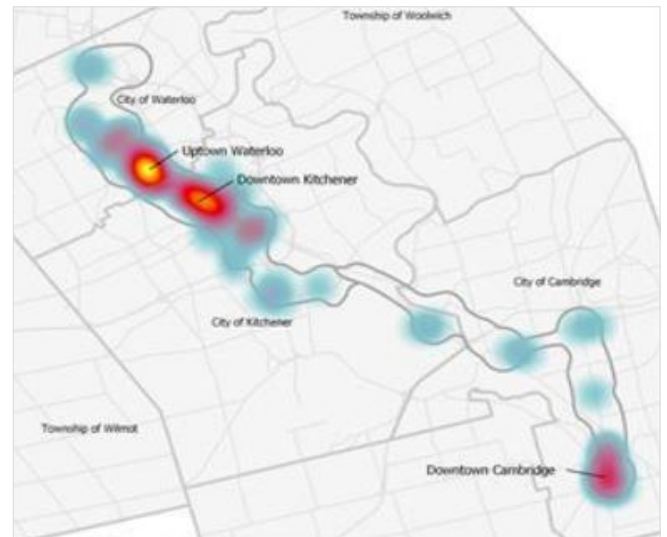 Township of Woolwich
City of Waterloo
Uptown Waterloo
Downtown Kitchener
City of Cambridge
City of Kitchener
Township of Wilmot
Downtown Cambridge